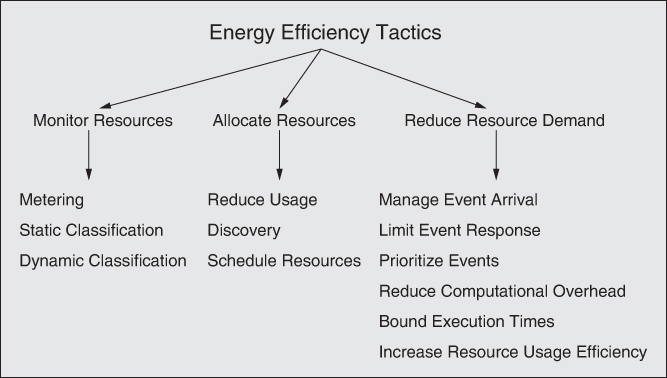 Energy Efficiency Tactics
Monitor Resources
Allocate Resources
Reduce Resource Demand
Metering
Static Classification
Dynamic Classification
Reduce Usage
Discovery
Schedule Resources
Manage Event Arrival
Limit Event Response
Prioritize Events
Reduce Computational Overhead
Bound Execution Times
Increase Resource Usage Efficiency